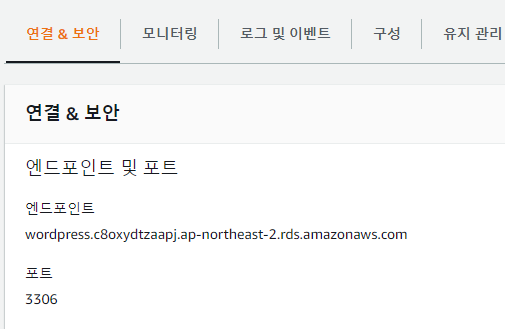 연결 & 보안 모니터링 로그 및 이벤트 구성 유지 관리
연결 & 보안
엔드포인트 및 포트
엔드포인트
wordpress.c8oxydtzaapj.ap-northeast-2.rds.amazonaws.com
포트
3306